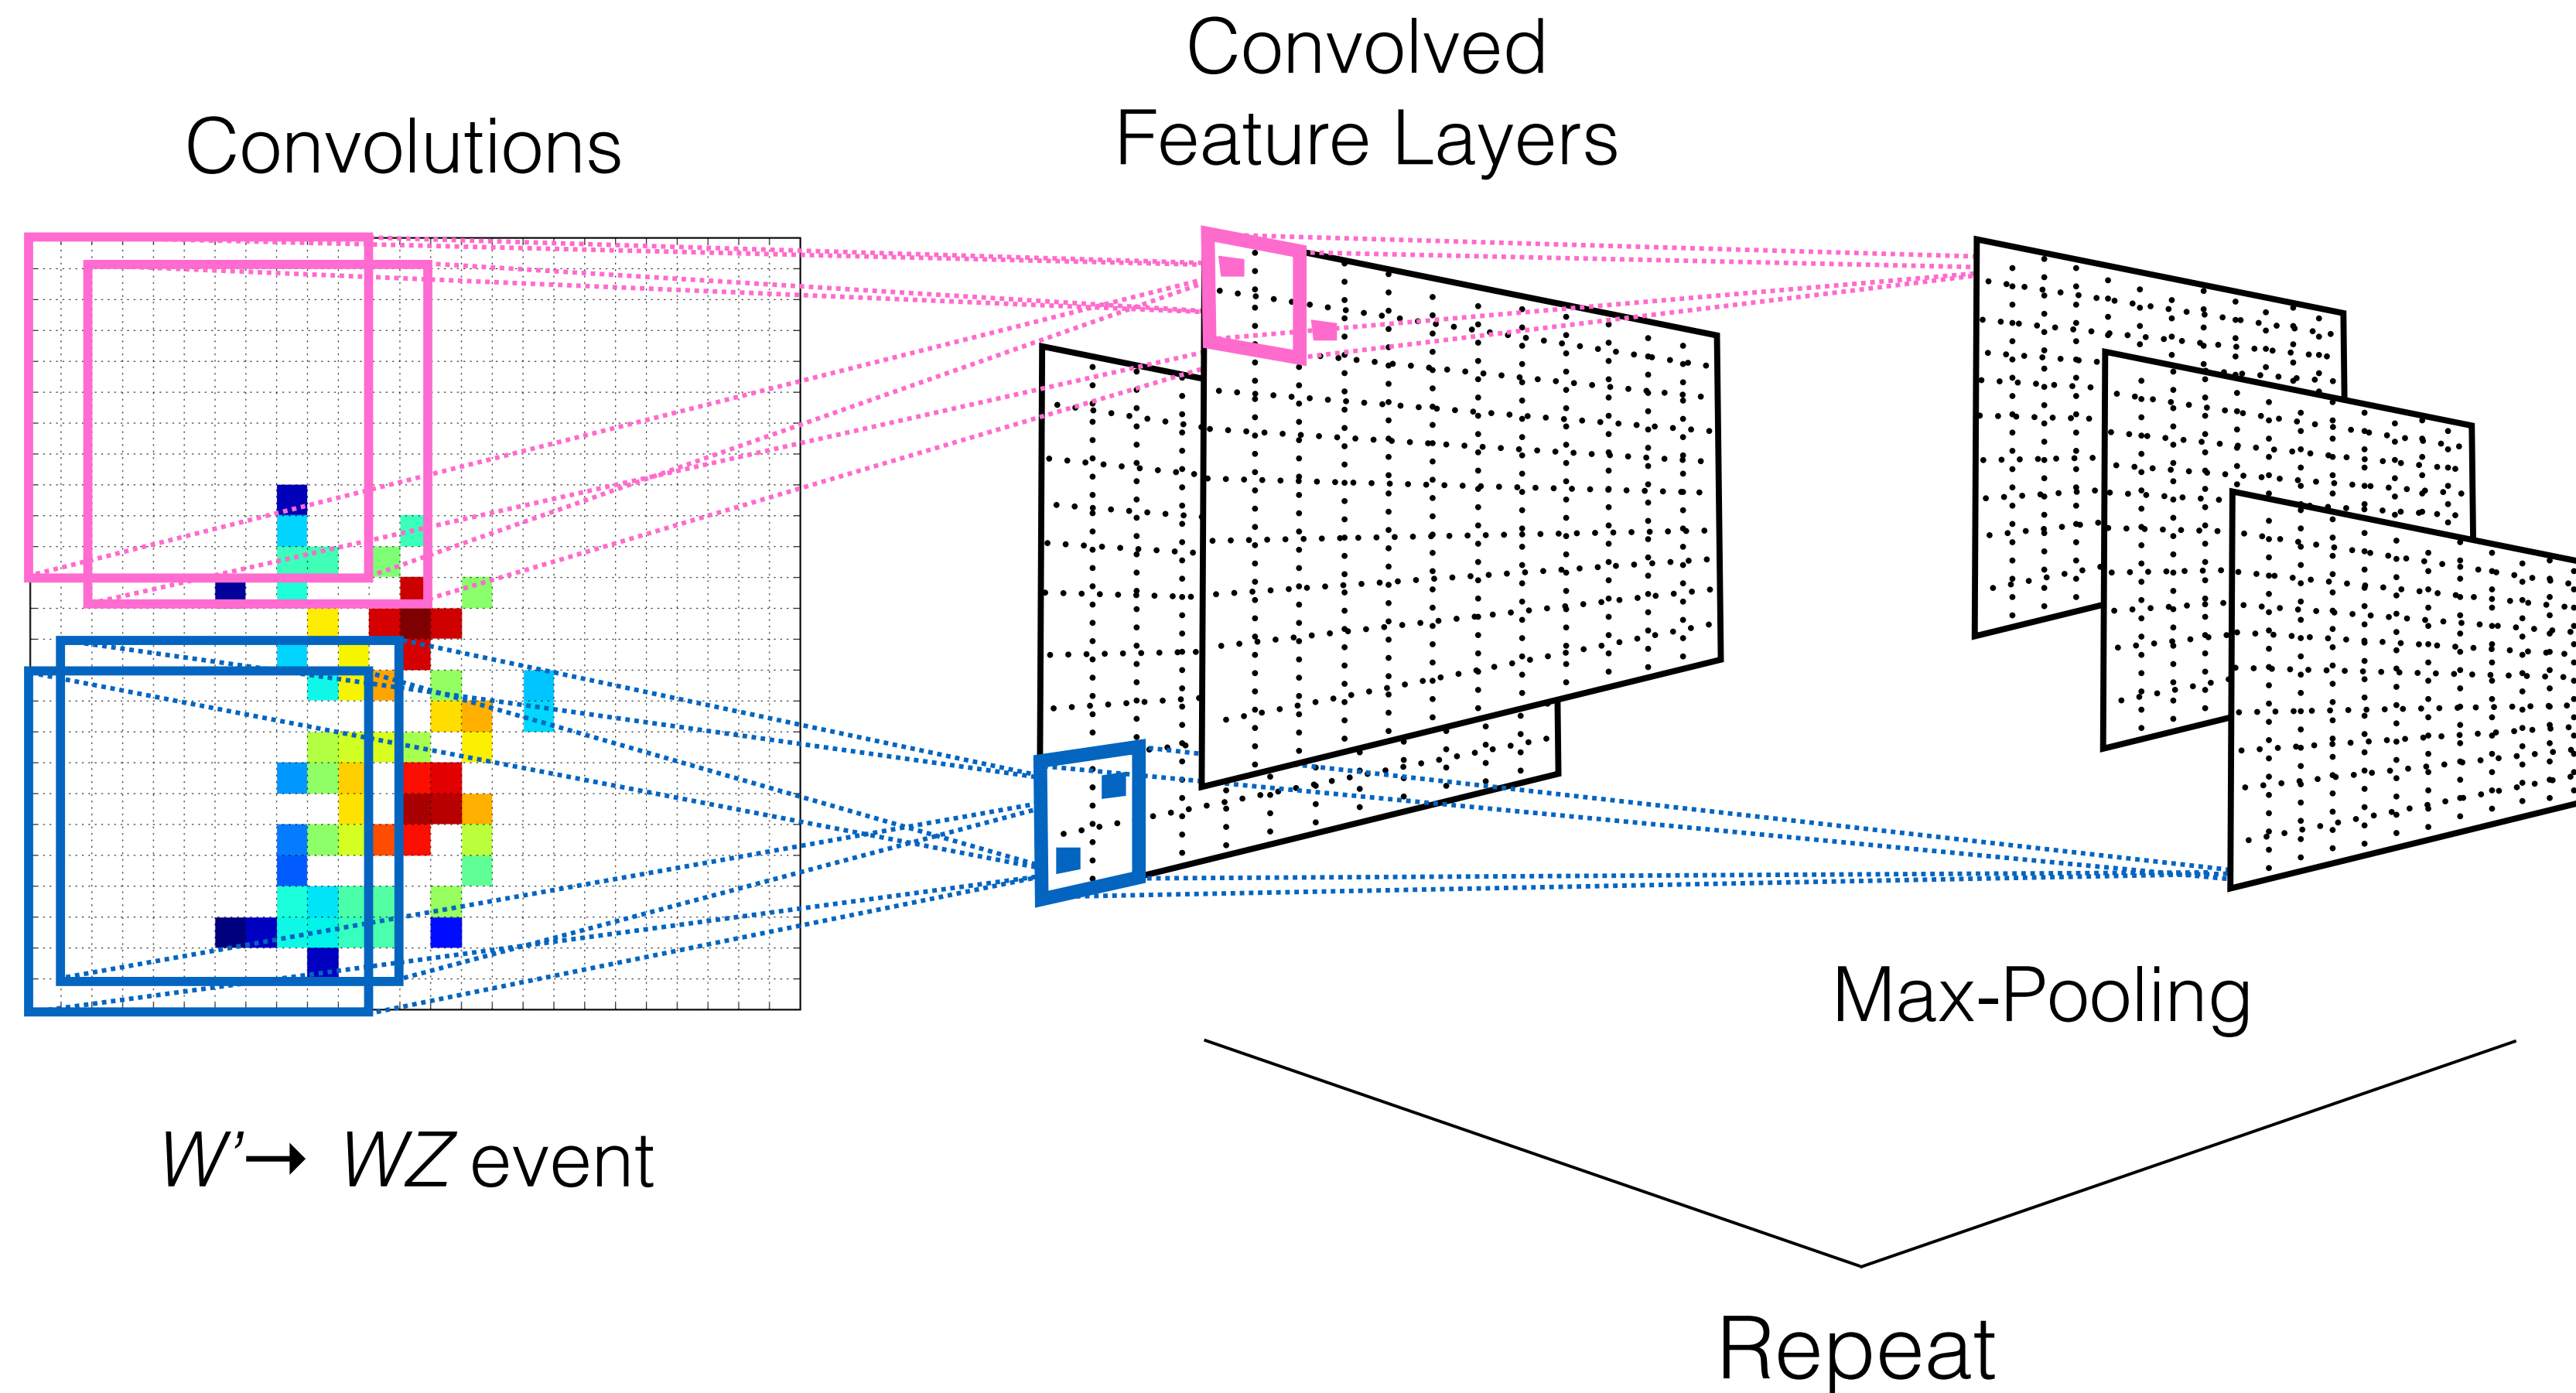 Convolutions
Convolved
Feature Layers
Max-Pooling
W’→ WZ event
Repeat